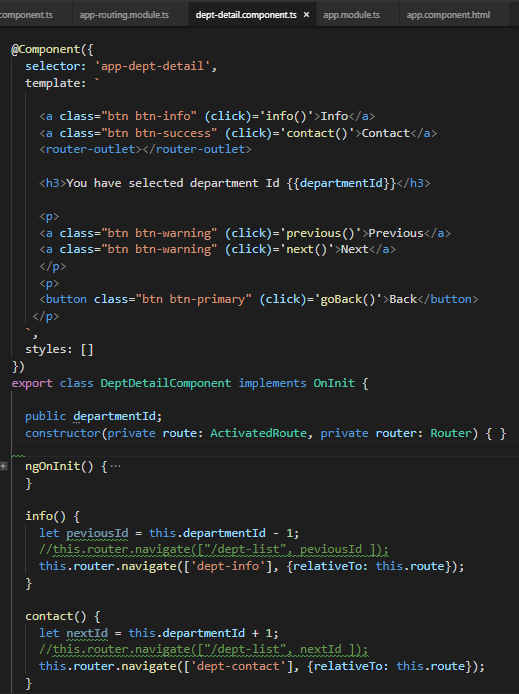 component.ts app-routing.module.ts dept-detail.component.ts × app.module.ts app.component.html
@Component({
selector: 'app-dept-detail',
template: `
<a class="btn btn-info" (click)='info()'>Info</a>
<a class="btn btn-success" (click)='contact()'>Contact</a>
<router-outlet></router-outlet>
<h3>You have selected department Id {{departmentId}}</h3>
<p>
<a class="btn btn-warning" (click)='previous()'>Previous</a>
<a class="btn btn-warning" (click)='next()'>Next</a>
</p>
<p>
<button class="btn btn-primary" (click)='goBack()'>Back</button>
</p>
`,
styles: []
})
export class DeptDetailComponent implements OnInit {
public departmentId;
constructor(private route: ActivatedRoute, private router: Router) { }
ngOnInit() {···
}
info() {
let peviousId = this.departmentId - 1;
//this.router.navigate(["/dept-list", peviousId ]);
this.router.navigate(['dept-info'], {relativeTo: this.route});
}
contact() {
let nextId = this.departmentId + 1;
//this.router.navigate(["/dept-list", nextId ]);
this.router.navigate(['dept-contact'], {relativeTo: this.route});
}